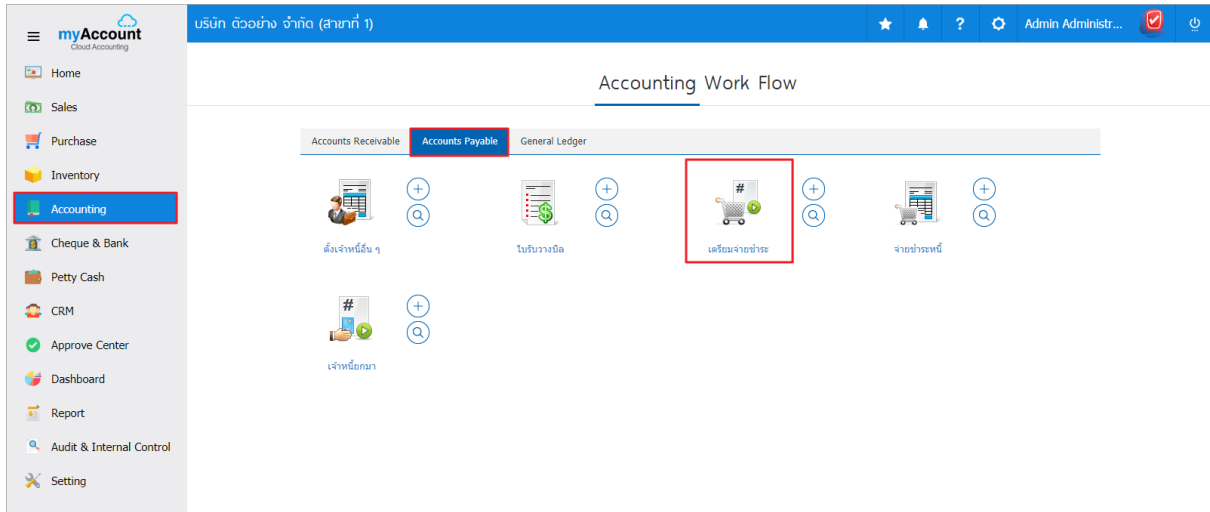 myAccount
Cloud Accounting
บริษัท ตัวอย่าง จำกัด (สาขาที่ 1)
?
Admin Administr...
Home
Sales
Purchase
Inventory
Accounting
Cheque & Bank
Petty Cash
CRM
Approve Center
Dashboard
Report
Audit & Internal Control
Setting
Accounting Work Flow
Accounts Receivable
Accounts Payable
General Ledger
ตั้งเจ้าหนี้อื่น ๆ
ใบรับวางบิล
#
เตรียมจ่ายชำระ
จ่ายชำระหนี้
#
เจ้าหนี้ยกมา